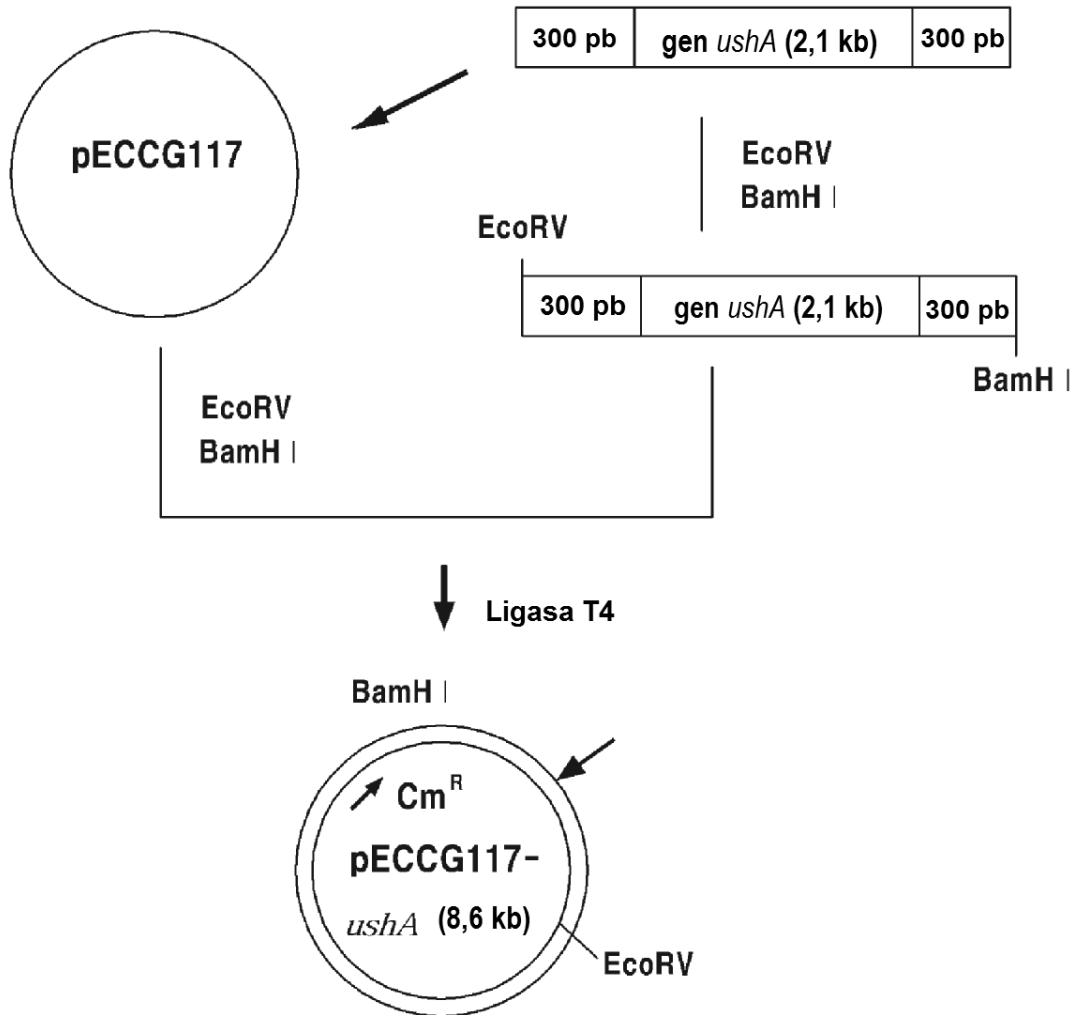 300 pb gen ushA (2,1 kb) 300 pb
pECCG117
EcoRV
BamH I
EcoRV
300 pb gen ushA (2,1 kb) 300 pb
BamH I
EcoRV
BamH I
Ligasa T4
BamH I
Cm^R
pECCG117-
ushA (8,6 kb)
EcoRV